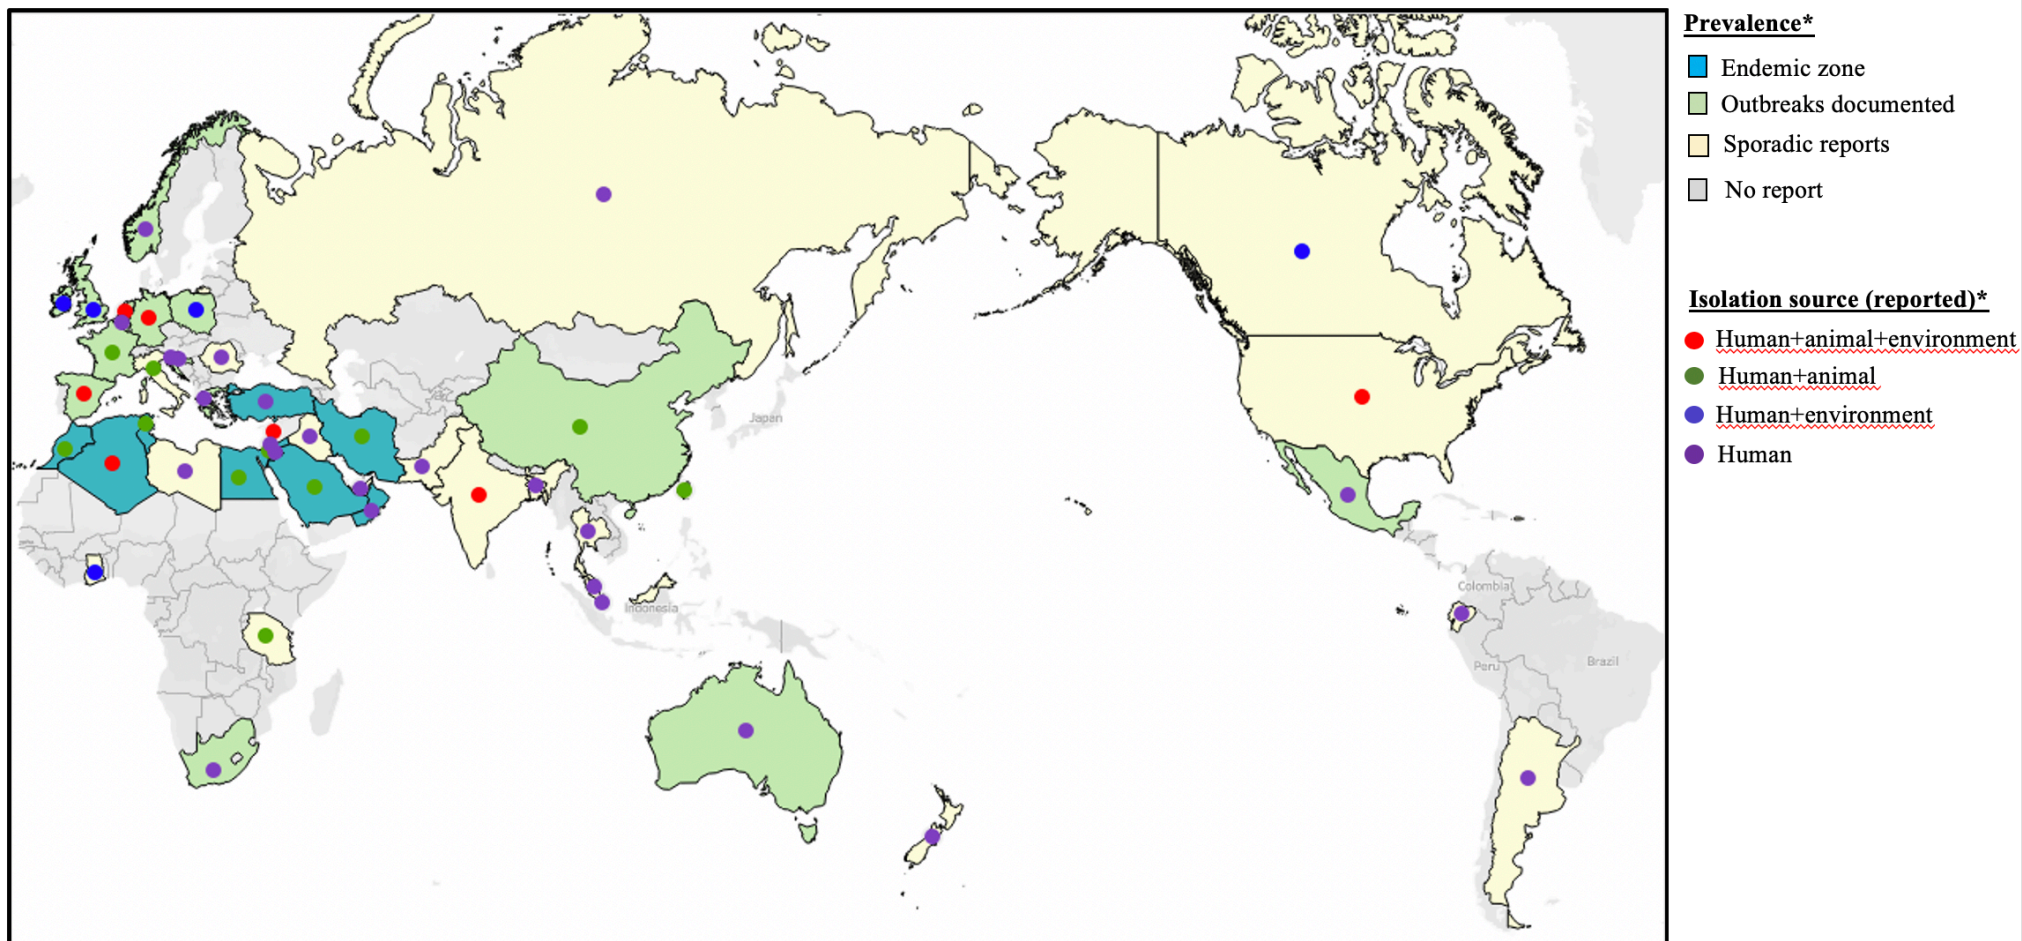 Prevalence*
Endemic zone
Outbreaks documented
Sporadic reports
No report
Isolation source (reported)*
Human+animal+environment
Human+animal
Human+environment
Human
Japan
Indonesia
Colombia
Peru
Brazil